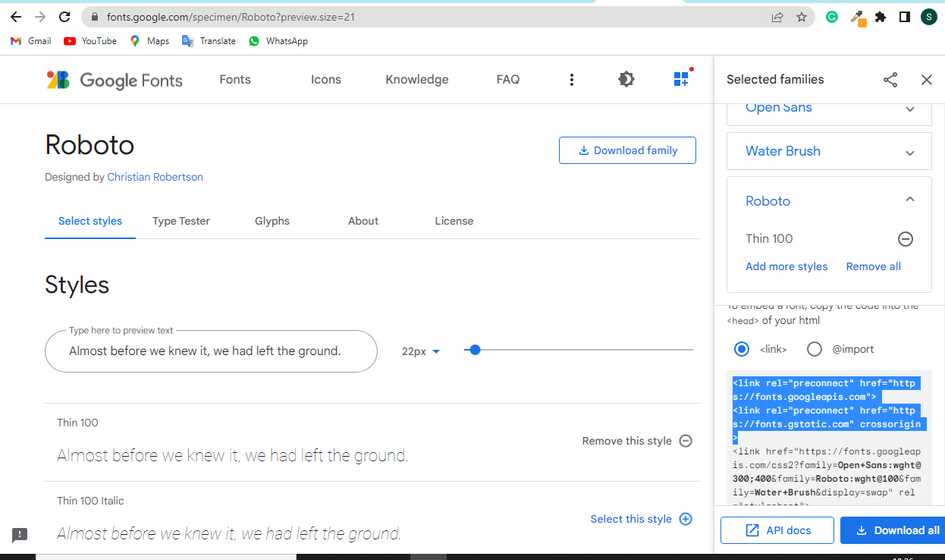 fonts.google.com/specimen/Roboto?preview.size=21
S
Gmail YouTube Maps Translate WhatsApp
Google Fonts Fonts Icons Knowledge FAQ
Roboto
Download family
Designed by Christian Robertson
Select styles Type Tester Glyphs About License
Styles
Type here to preview text
Almost before we knew it, we had left the ground.
22px
Thin 100
Almost before we knew it, we had left the ground.
Remove this style
Thin 100 Italic
Almost before we knew it, we had left the ground.
Select this style
Selected families
Open Sans
Water Brush
Roboto
Thin 100
Add more styles Remove all
To embed a font, copy the code into the
<head> of your html
<link> @import
<link rel="preconnect" href="http
s://fonts.googleapis.com">
<link rel="preconnect" href="http
s://fonts.gstatic.com" crossorigin
>
<link href="https://fonts.googleap
is.com/css2?family=Open+Sans:wght@
300;400&family=Roboto:wght@100&fam
ily=Water+Brush&display=swap" rel
="stylesheet">
API docs Download all